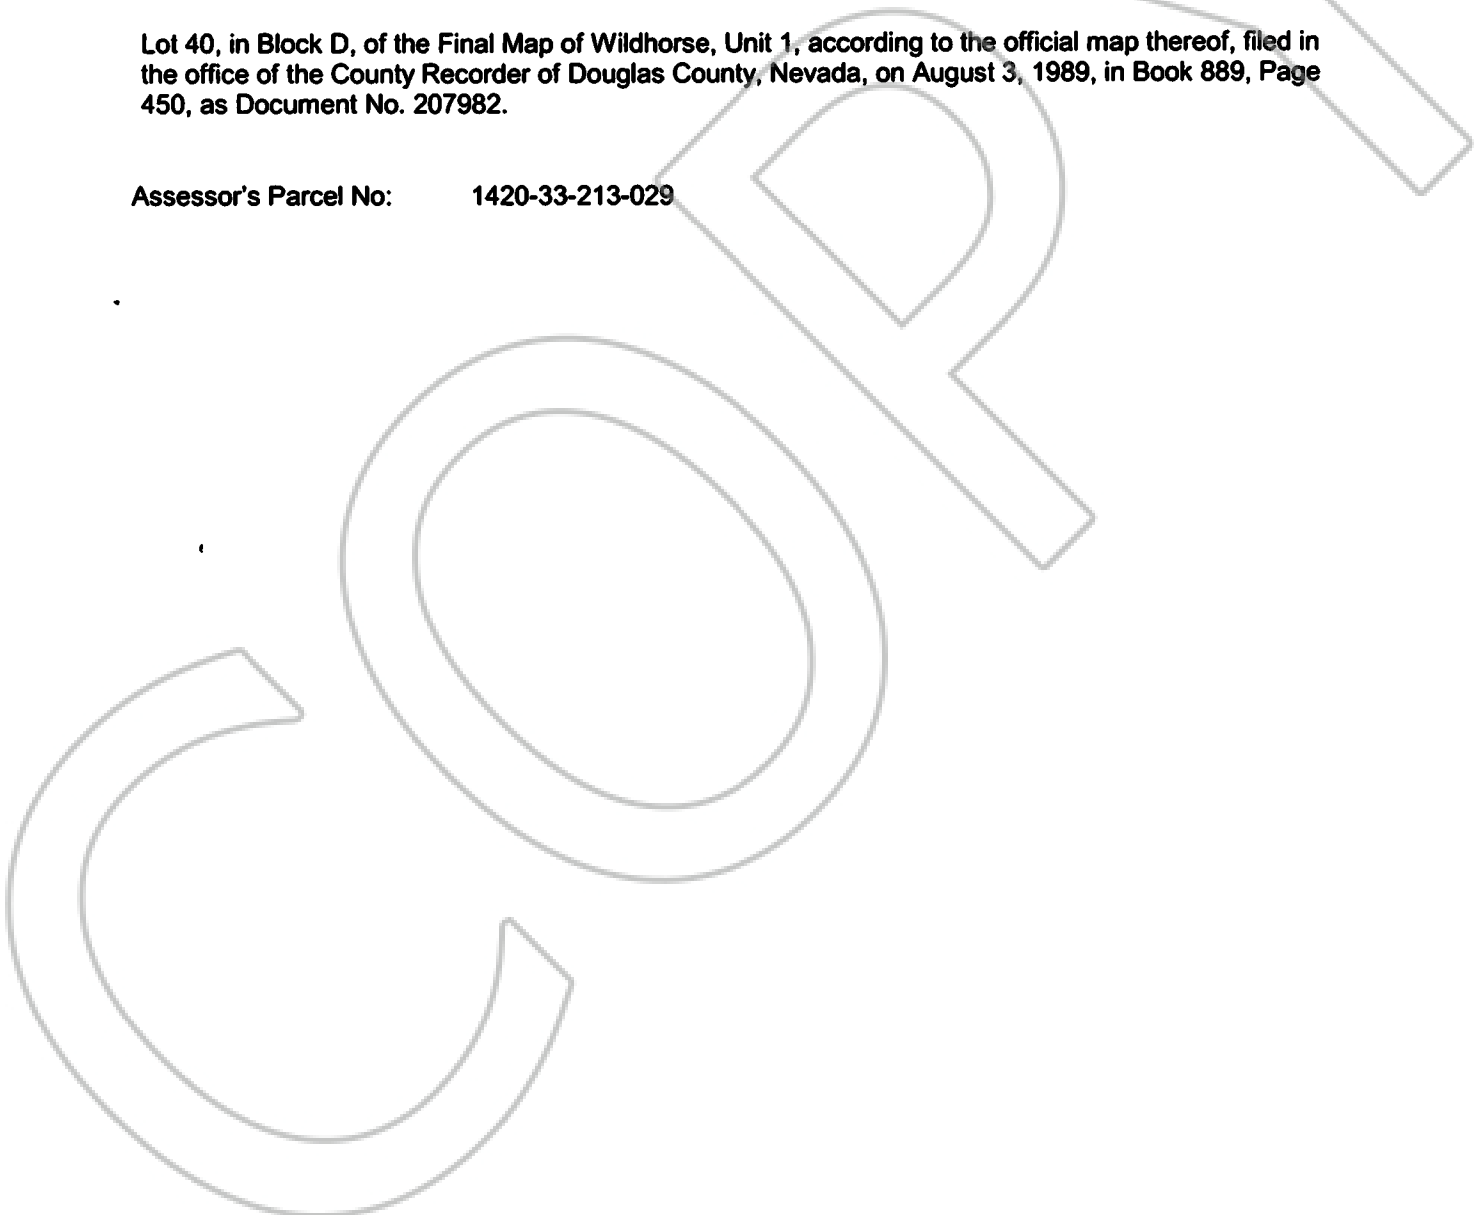 Lot 40, in Block D, of the Final Map of Wildhorse, Unit 1, according to the official map thereof, filed in
the office of the County Recorder of Douglas County, Nevada, on August 3, 1989, in Book 889, Page
450, as Document No. 207982.
Assessor's Parcel No: 1420-33-213-029
COPY